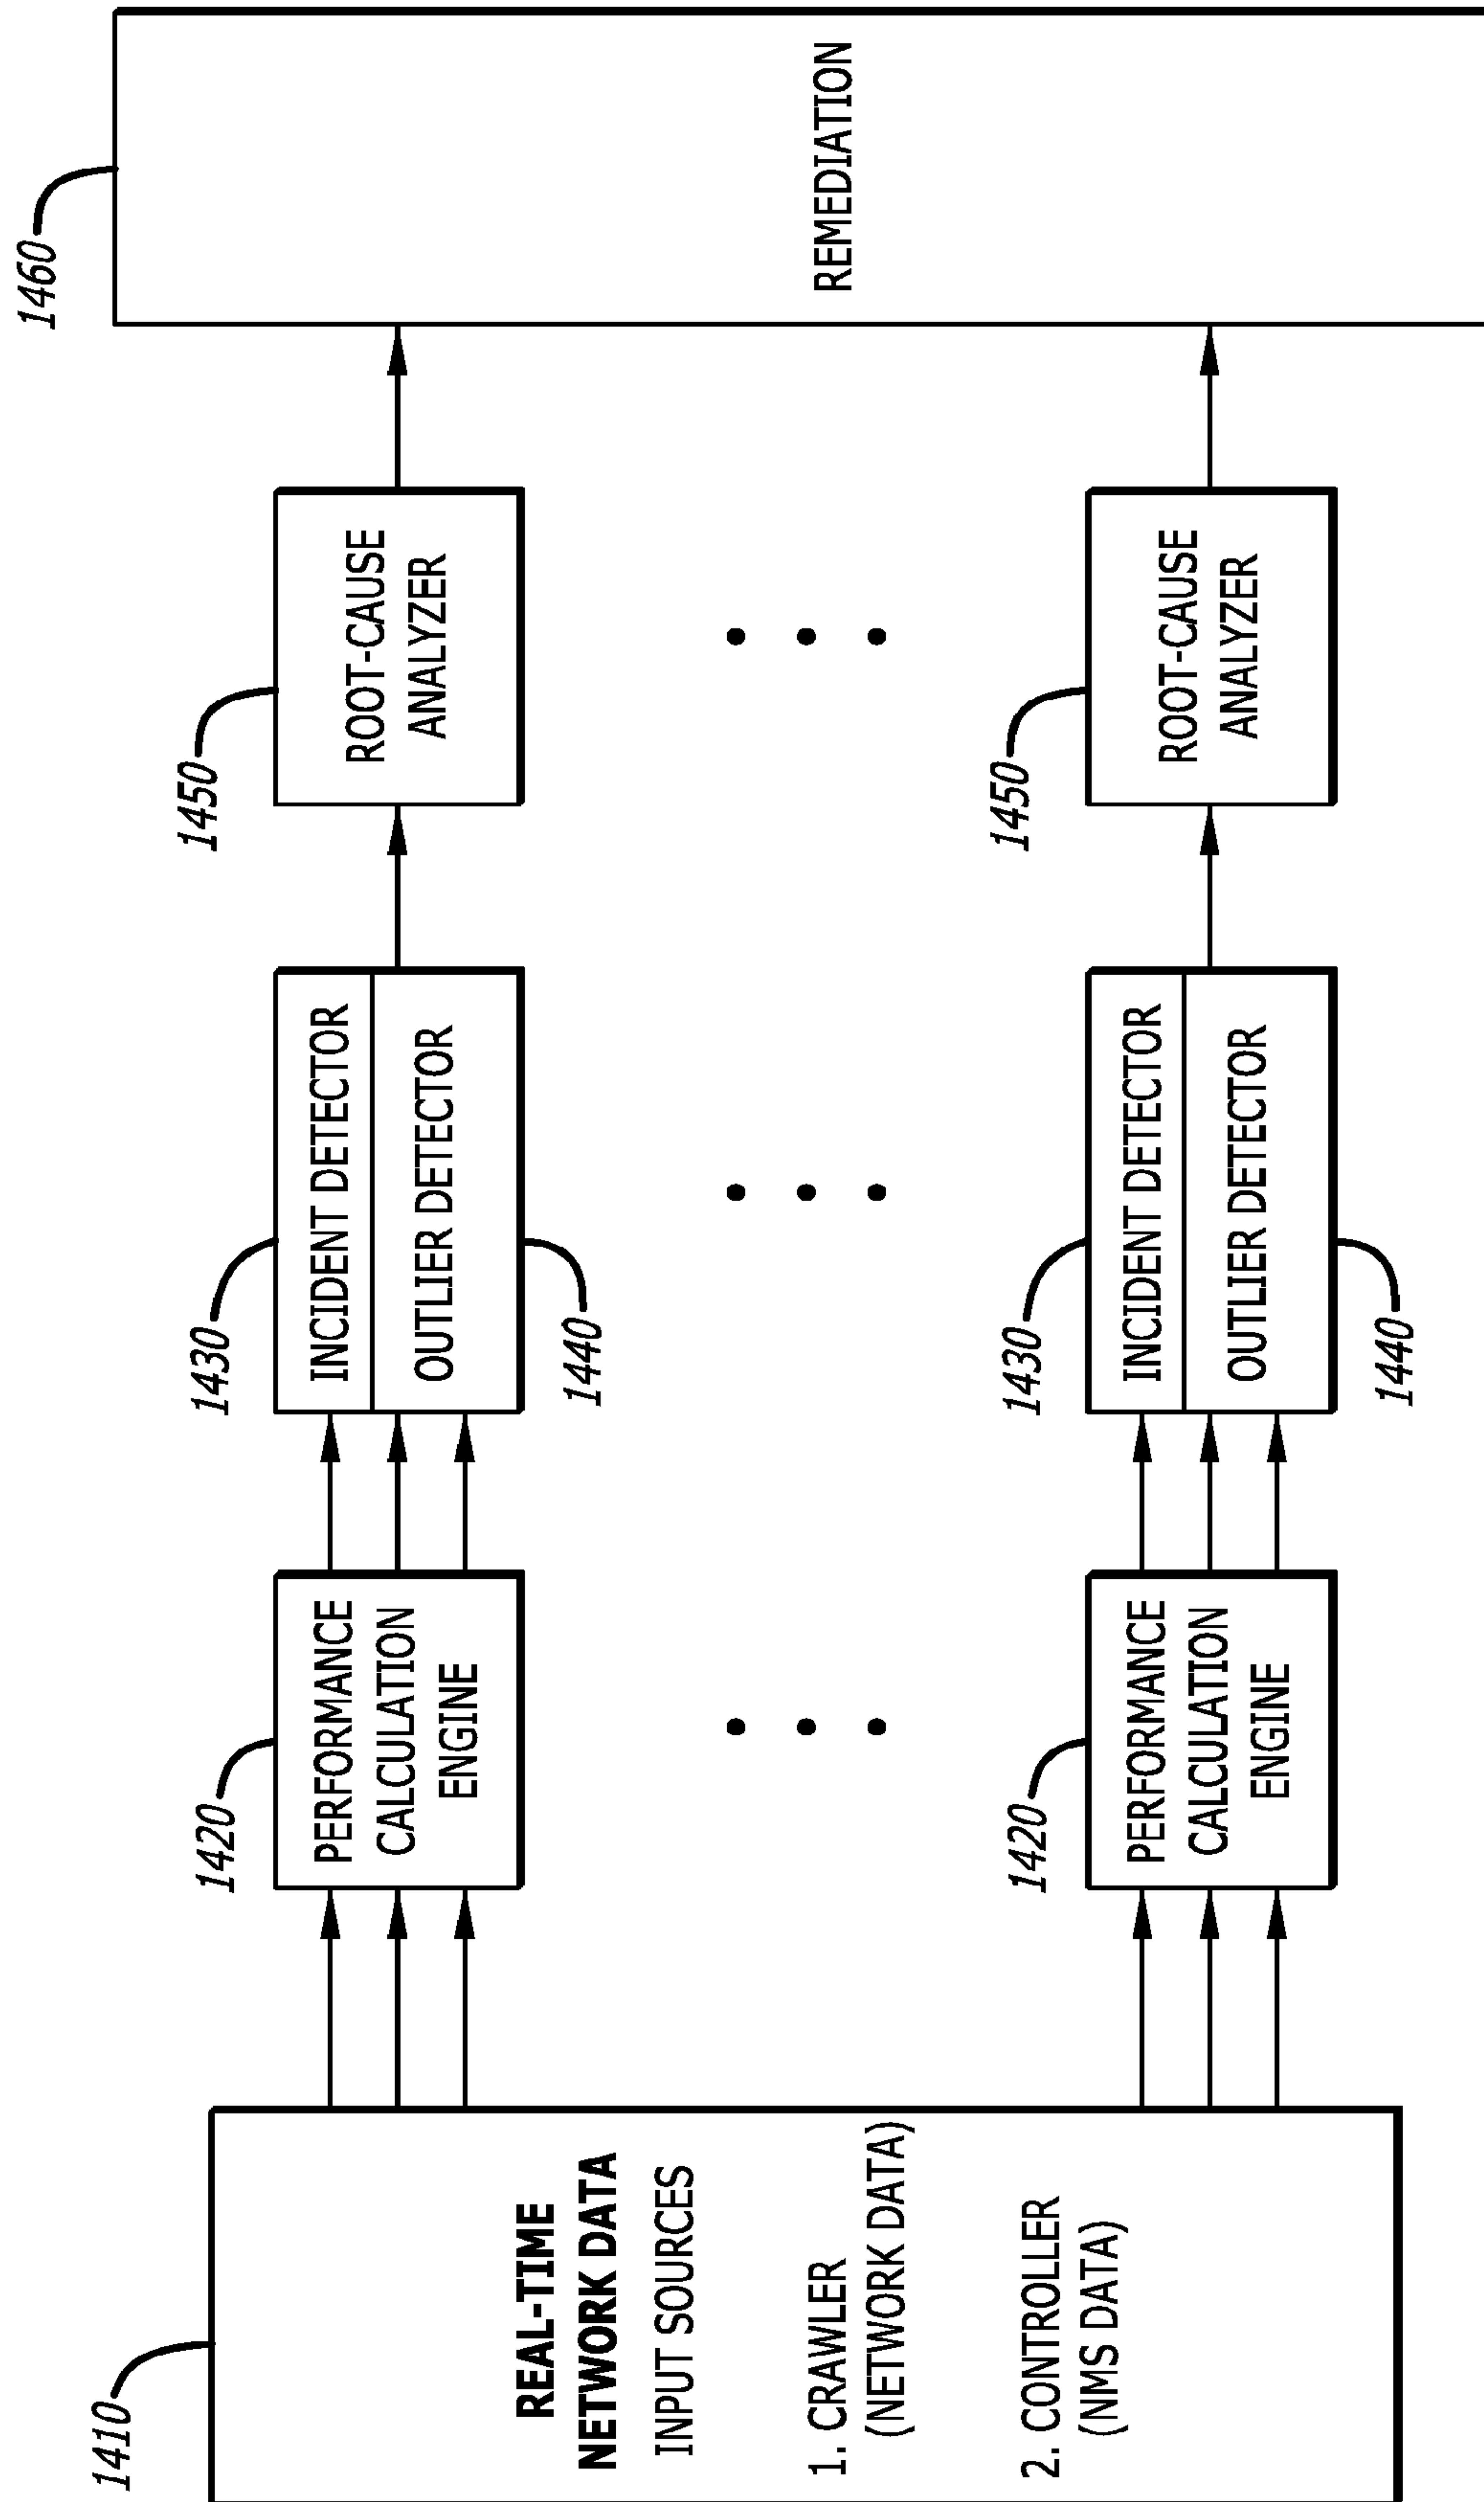 1410
REAL-TIME
NETWORK DATA
INPUT SOURCES
1. CRAWLER
(NETWORK DATA)
2. CONTROLLER
(NMS DATA)
1420
PERFORMANCE
CALCULATION
ENGINE
1430
INCIDENT DETECTOR
OUTLIER DETECTOR
1440
1450
ROOT-CAUSE
ANALYZER
1420
PERFORMANCE
CALCULATION
ENGINE
1430
INCIDENT DETECTOR
OUTLIER DETECTOR
1440
1450
ROOT-CAUSE
ANALYZER
1460
REMEDIATION